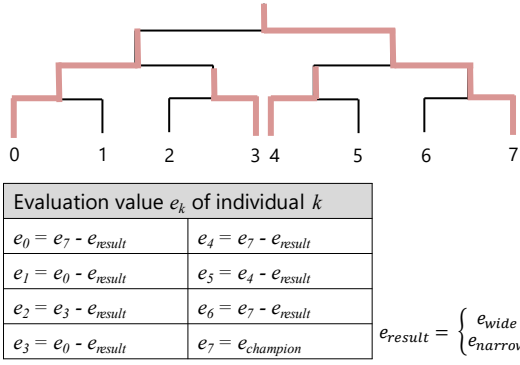 0 1 2 3 4 5 6 7
Evaluation value e_k of individual k
e_0 = e_7 - e_result e_4 = e_7 - e_result
e_1 = e_0 - e_result e_5 = e_4 - e_result
e_2 = e_3 - e_result e_6 = e_7 - e_result
e_3 = e_0 - e_result e_7 = e_champion
e_result = { e_wide
e_narrow